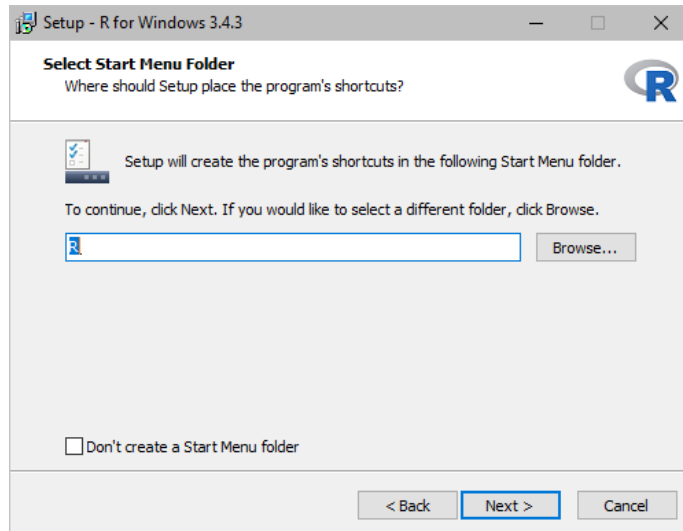 Setup - R for Windows 3.4.3
Select Start Menu Folder
Where should Setup place the program's shortcuts?
R
Setup will create the program's shortcuts in the following Start Menu folder.
To continue, click Next. If you would like to select a different folder, click Browse.
R
Browse...
Don't create a Start Menu folder
< Back
Next >
Cancel